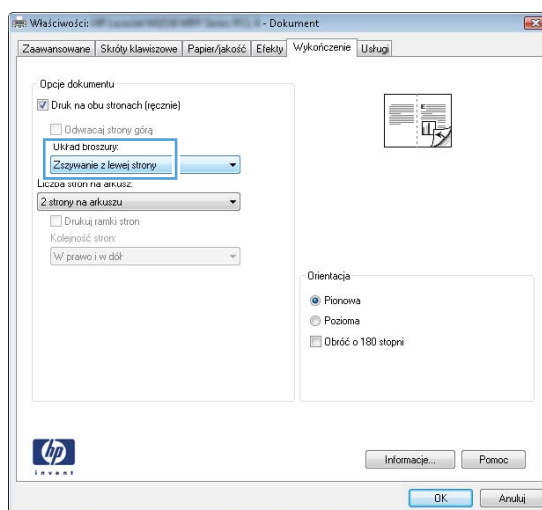 Właściwości: - Dokument
Zaawansowane Skróty klawiszowe Papier/jakość Efekty Wykończenie Usługi
Opcje dokumentu
Druk na obu stronach (ręcznie)
Odwracaj strony górą
Układ broszury:
Zszywanie z lewej strony
Liczba stron na arkusz:
2 strony na arkuszu
Drukuj ramki stron
Kolejność stron:
W prawo i w dół
Orientacja
Pionowa
Pozioma
Obróć o 180 stopni
hp
invent
Informacje... Pomoc
OK Anuluj